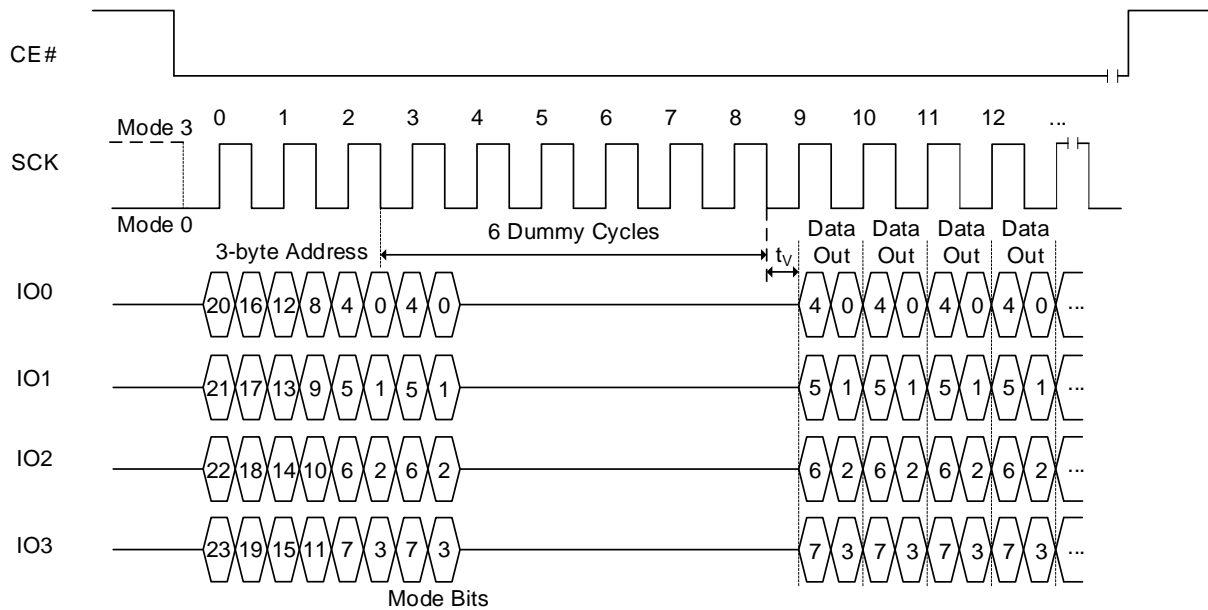 CE#
0 1 2 3 4 5 6 7 8 9 10 11 12 ...
Mode 3
SCK
Mode 0
6 Dummy Cycles
Data Data Data Data
3-byte Address tV Out Out Out Out
IO0 20 16 12 8 4 0 4 0 4 0 4 0 4 0 4 0 ...
IO1 21 17 13 9 5 1 5 1 5 1 5 1 5 1 5 1 ...
IO2 22 18 14 10 6 2 6 2 6 2 6 2 6 2 6 2 ...
IO3 23 19 15 11 7 3 7 3 7 3 7 3 7 3 7 3 ...
Mode Bits